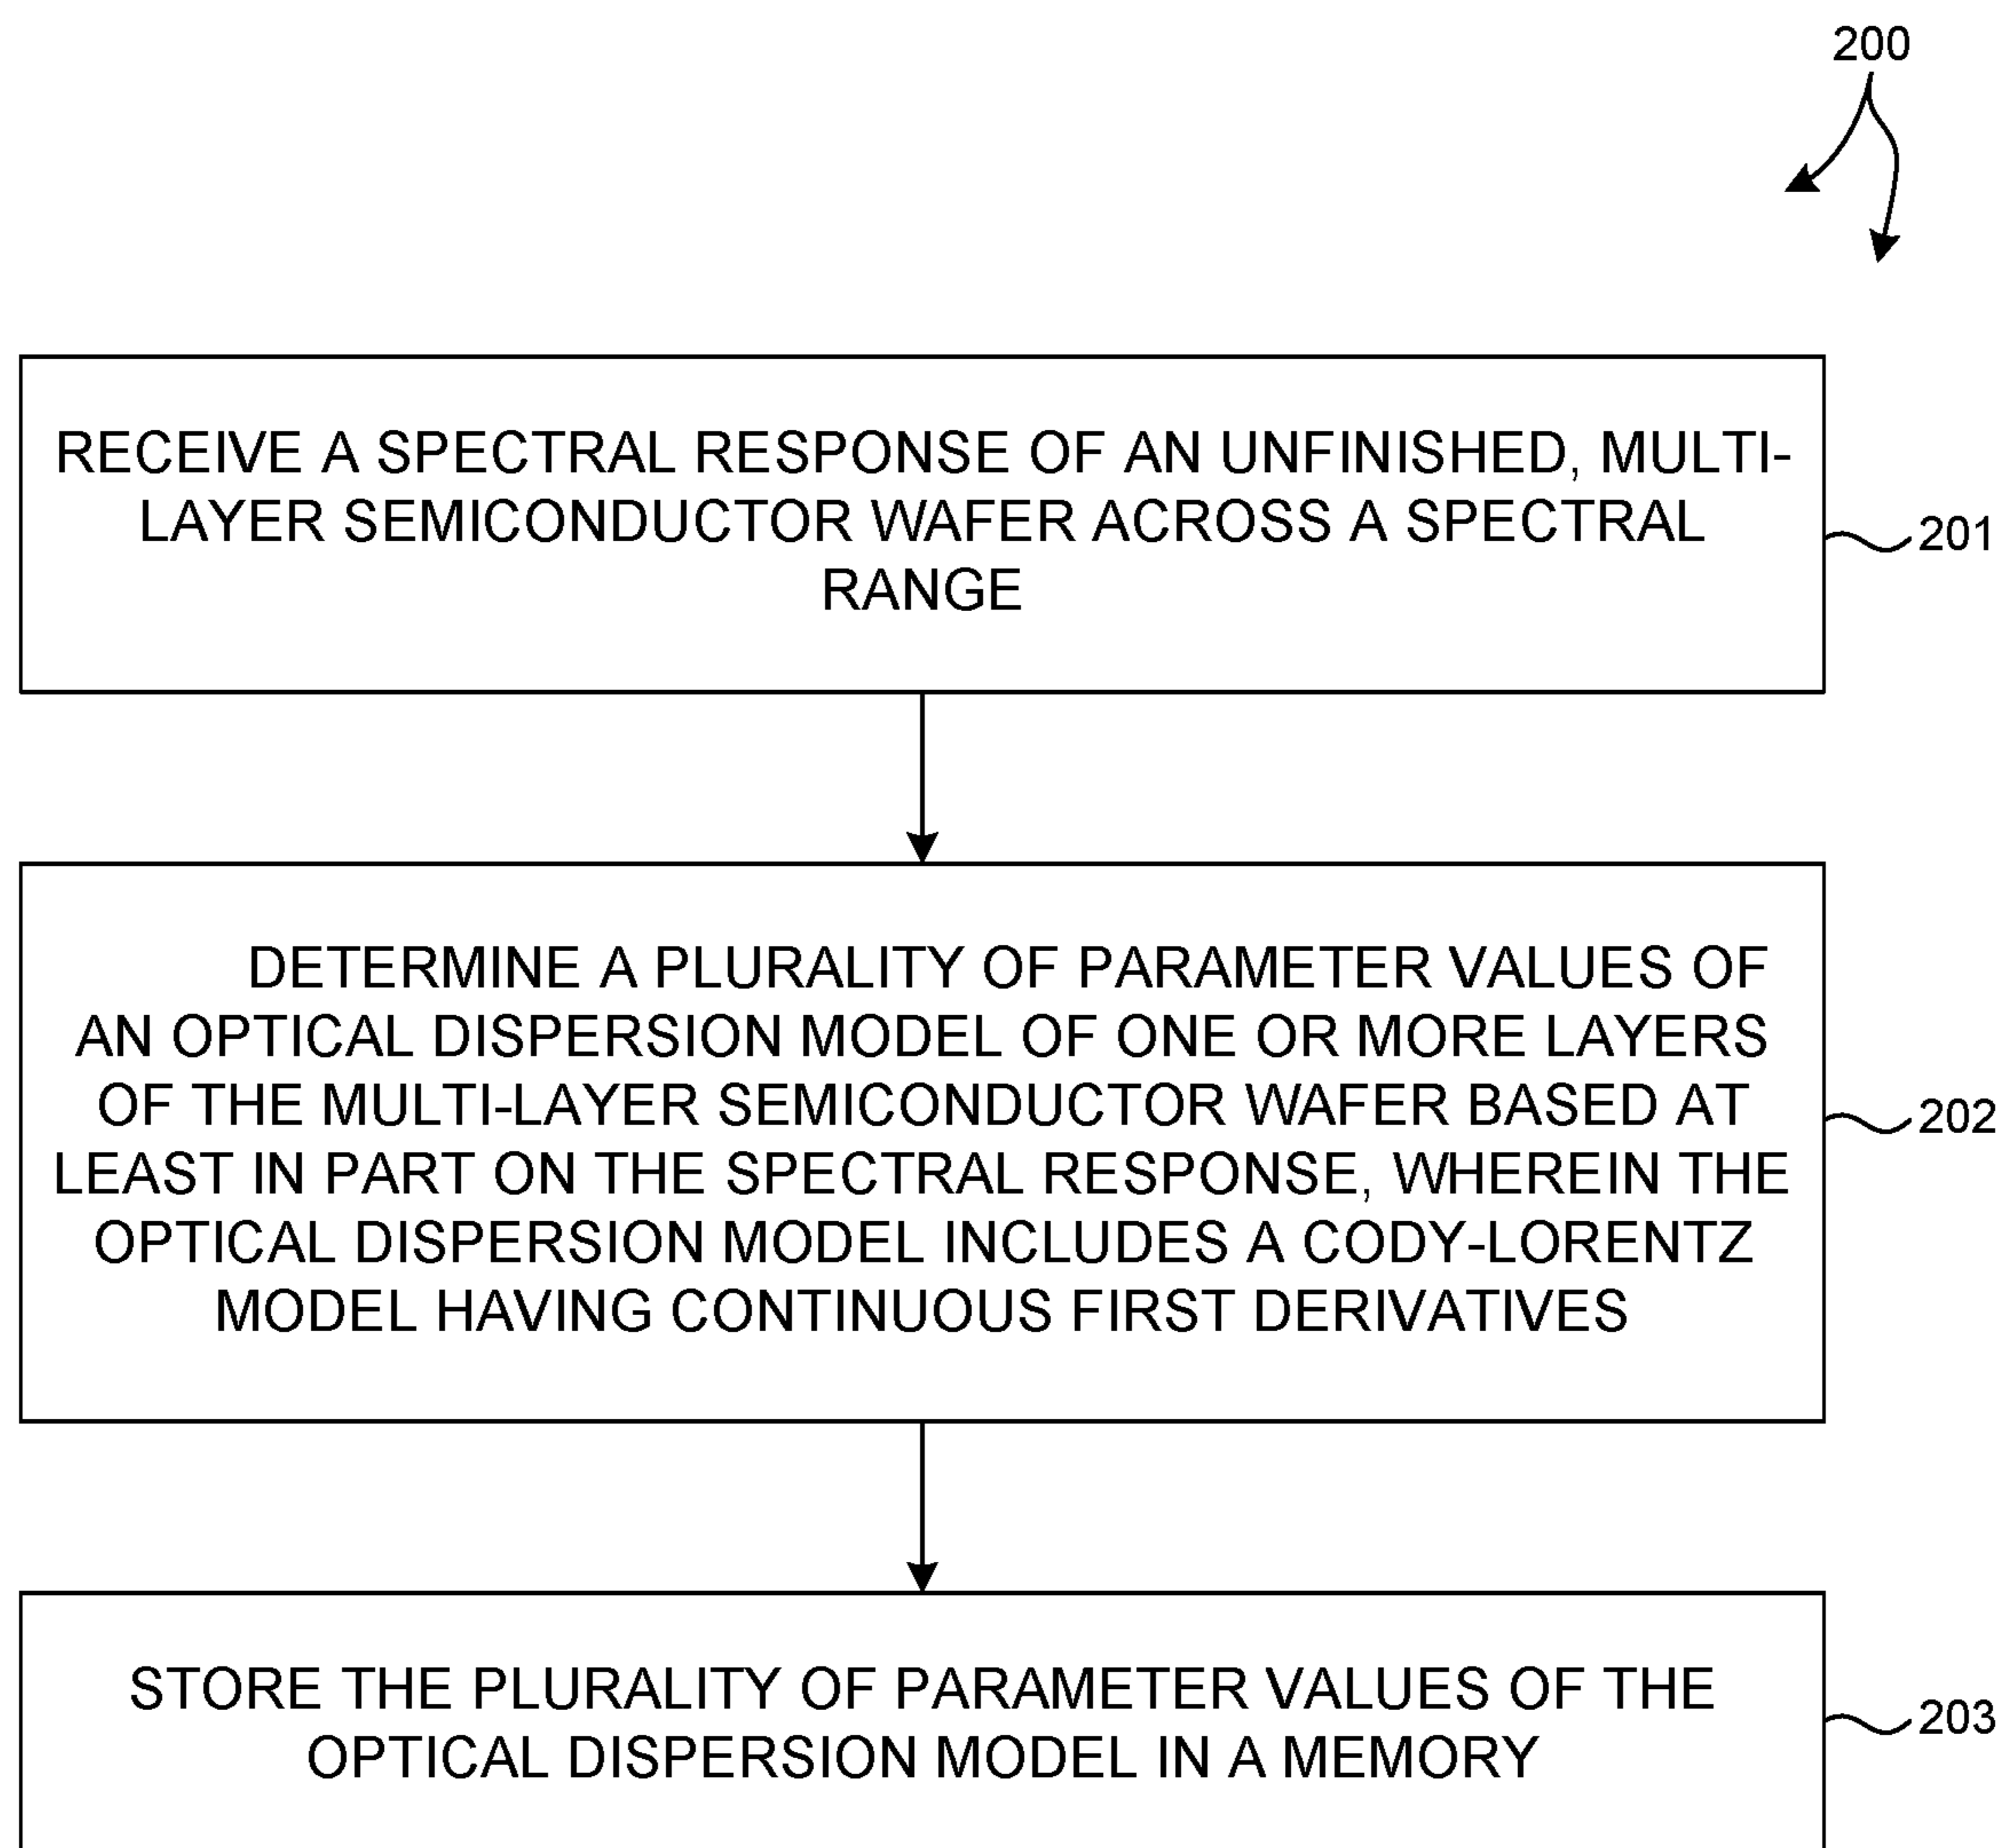 200
RECEIVE A SPECTRAL RESPONSE OF AN UNFINISHED, MULTI-
LAYER SEMICONDUCTOR WAFER ACROSS A SPECTRAL
RANGE
201
DETERMINE A PLURALITY OF PARAMETER VALUES OF
AN OPTICAL DISPERSION MODEL OF ONE OR MORE LAYERS
OF THE MULTI-LAYER SEMICONDUCTOR WAFER BASED AT
LEAST IN PART ON THE SPECTRAL RESPONSE, WHEREIN THE
OPTICAL DISPERSION MODEL INCLUDES A CODY-LORENTZ
MODEL HAVING CONTINUOUS FIRST DERIVATIVES
202
STORE THE PLURALITY OF PARAMETER VALUES OF THE
OPTICAL DISPERSION MODEL IN A MEMORY
203